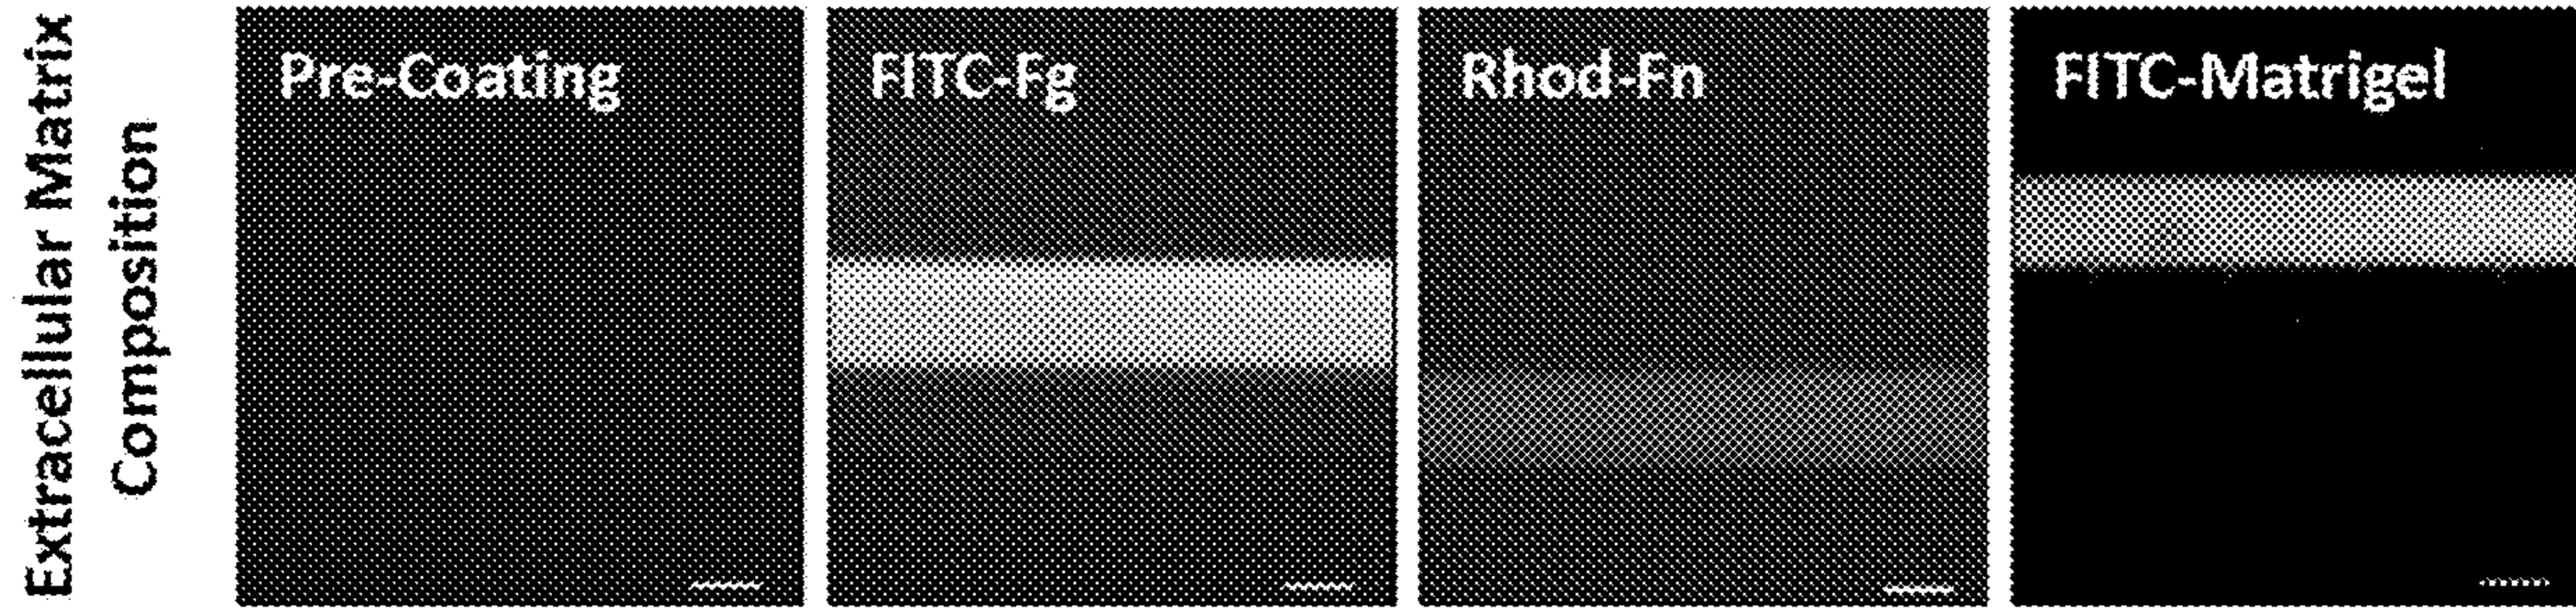 Extracellular Matrix
Composition
Pre-Coating
FITC-Fg
Rhod-Fn
FITC-Matrigel